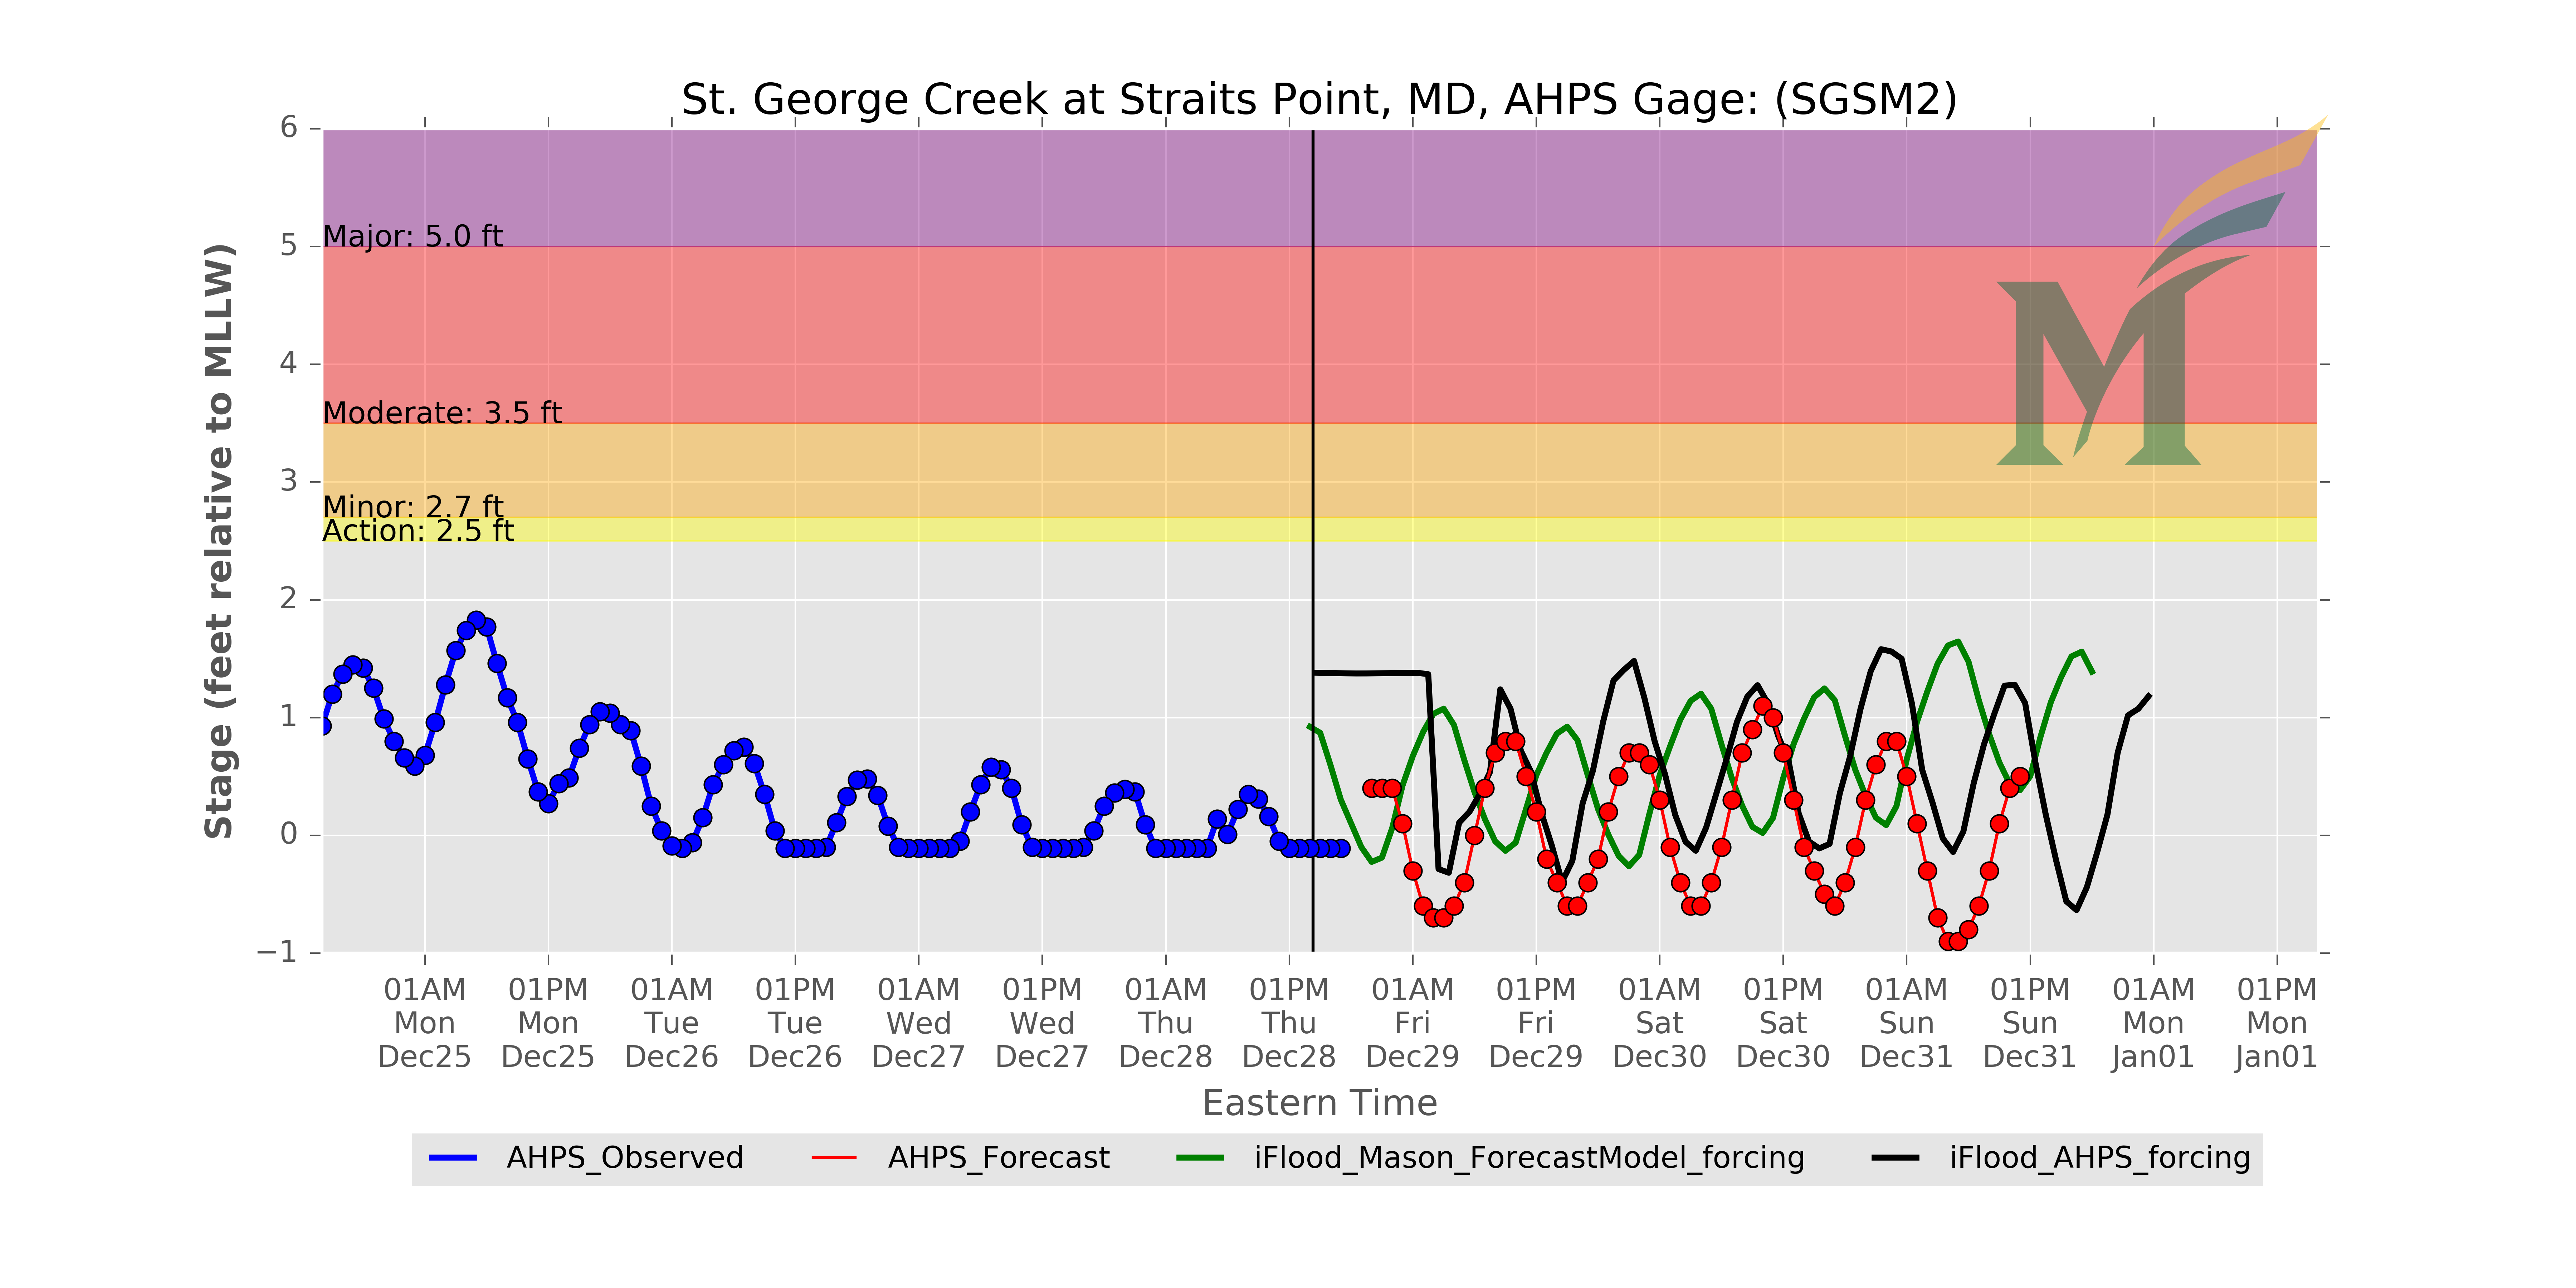 St. George Creek at Straits Point, MD, AHPS Gage: (SGSM2)
Stage (feet relative to MLLW)
6
5
4
3
2
1
0
−1
Major: 5.0 ft
Moderate: 3.5 ft
Minor: 2.7 ft
Action: 2.5 ft
M
01AM 01PM 01AM 01PM 01AM 01PM 01AM 01PM 01AM 01PM 01AM 01PM 01AM 01PM 01AM 01PM
Mon Mon Tue Tue Wed Wed Thu Thu Fri Fri Sat Sat Sun Sun Mon Mon
Dec25 Dec25 Dec26 Dec26 Dec27 Dec27 Dec28 Dec28 Dec29 Dec29 Dec30 Dec30 Dec31 Dec31 Jan01 Jan01
Eastern Time
AHPS_Observed AHPS_Forecast iFlood_Mason_ForecastModel_forcing iFlood_AHPS_forcing